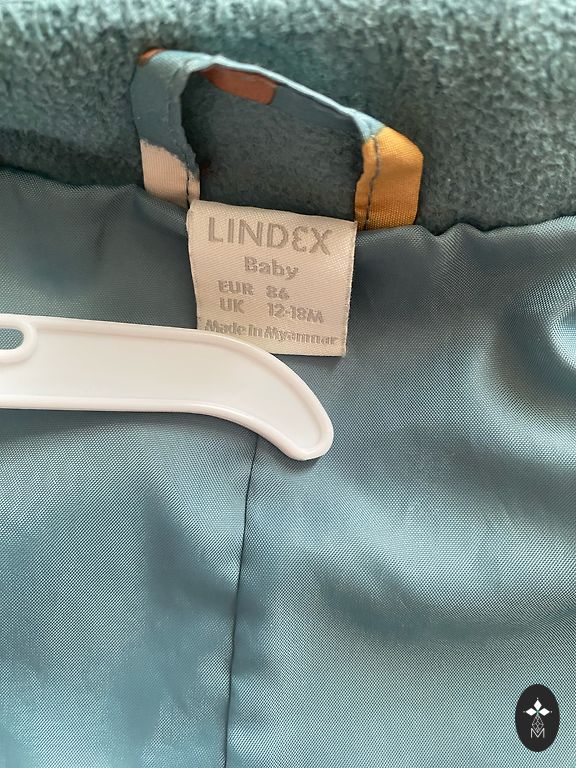 LINDEX
Baby
EUR 86
UK 12-18M
Made in Myanmar
M